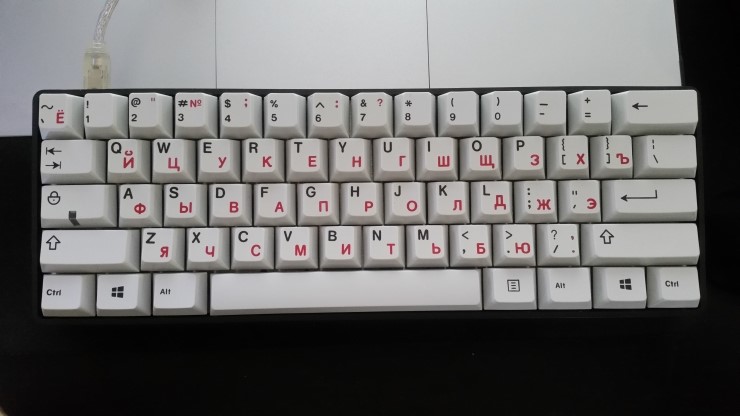 ~ ` Ё ! 1 @ " 2 # № 3 $ ; 4 % 5 ^ : 6 & ? 7 * 8 ( 9 ) 0 _ - + = ←
Q Й W Ц E У R К T Е Y Н U Г I Ш O Щ P З { [ Х } ] Ъ ¦ \
A Ф S Ы D В F А G П H Р J О K Л L Д : ; Ж " ' Э
Z Я X Ч C С V М B И N Т M Ь < , Б > . Ю ? , / .
Ctrl Alt Alt Ctrl